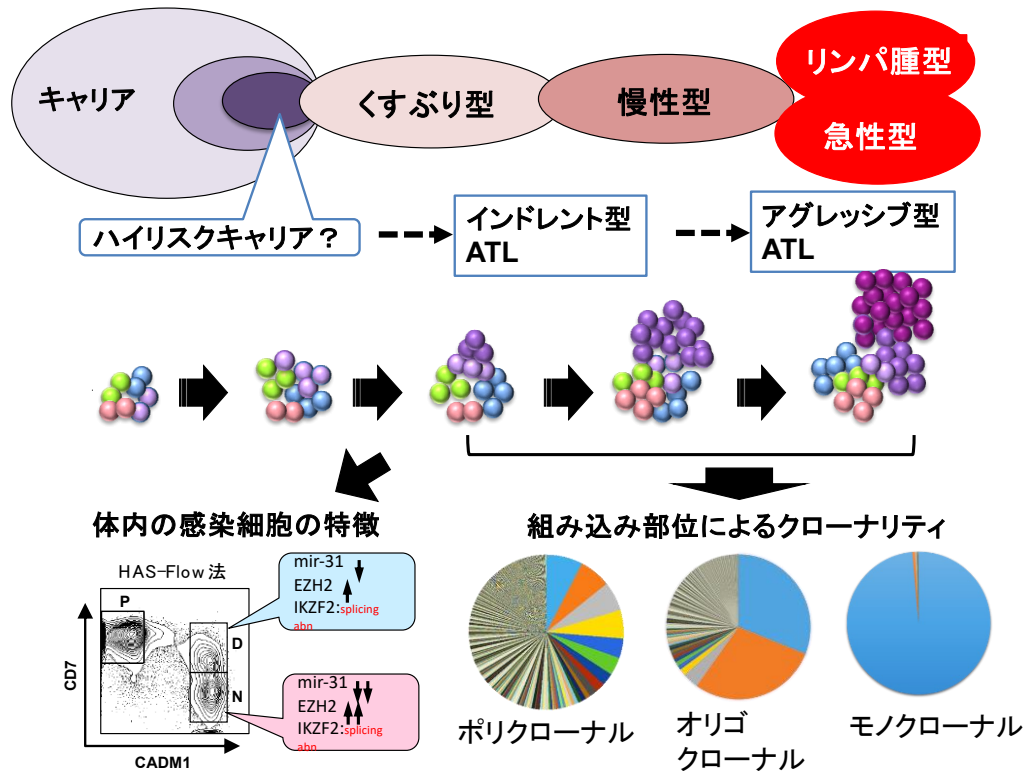 キャリア
くすぶり型
慢性型
リンパ腫型
急性型
ハイリスクキャリア？
インドレント型
ATL
アグレッシブ型
ATL
体内の感染細胞の特徴
HAS-Flow法
P
D
N
CD7
CADM1
mir-31
EZH2
IKZF2:splicing
abn
mir-31
EZH2
IKZF2:splicing
abn
組み込み部位によるクローナリティ
ポリクローナル
オリゴ
クローナル
モノクローナル